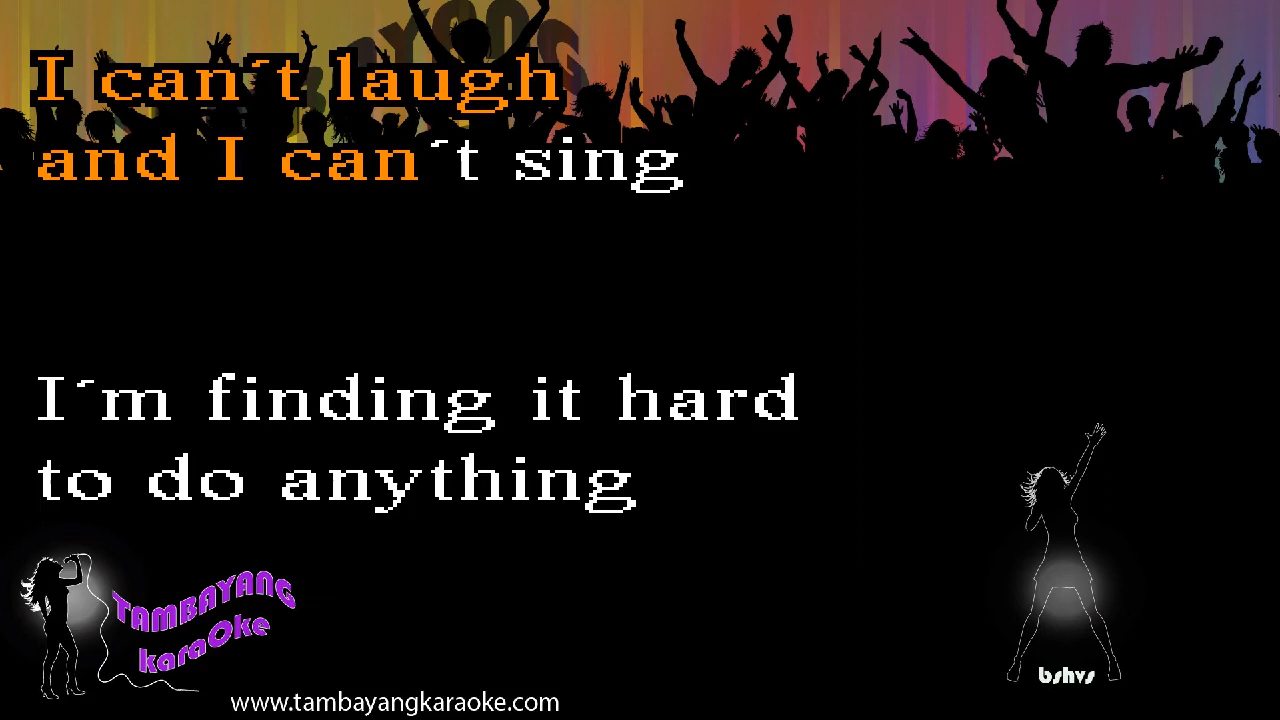 I can´t laugh
and I can´t sing
I´m finding it hard
to do anything
TAMBAYANG
karaOke
bshvs
www.tambayangkaraoke.com